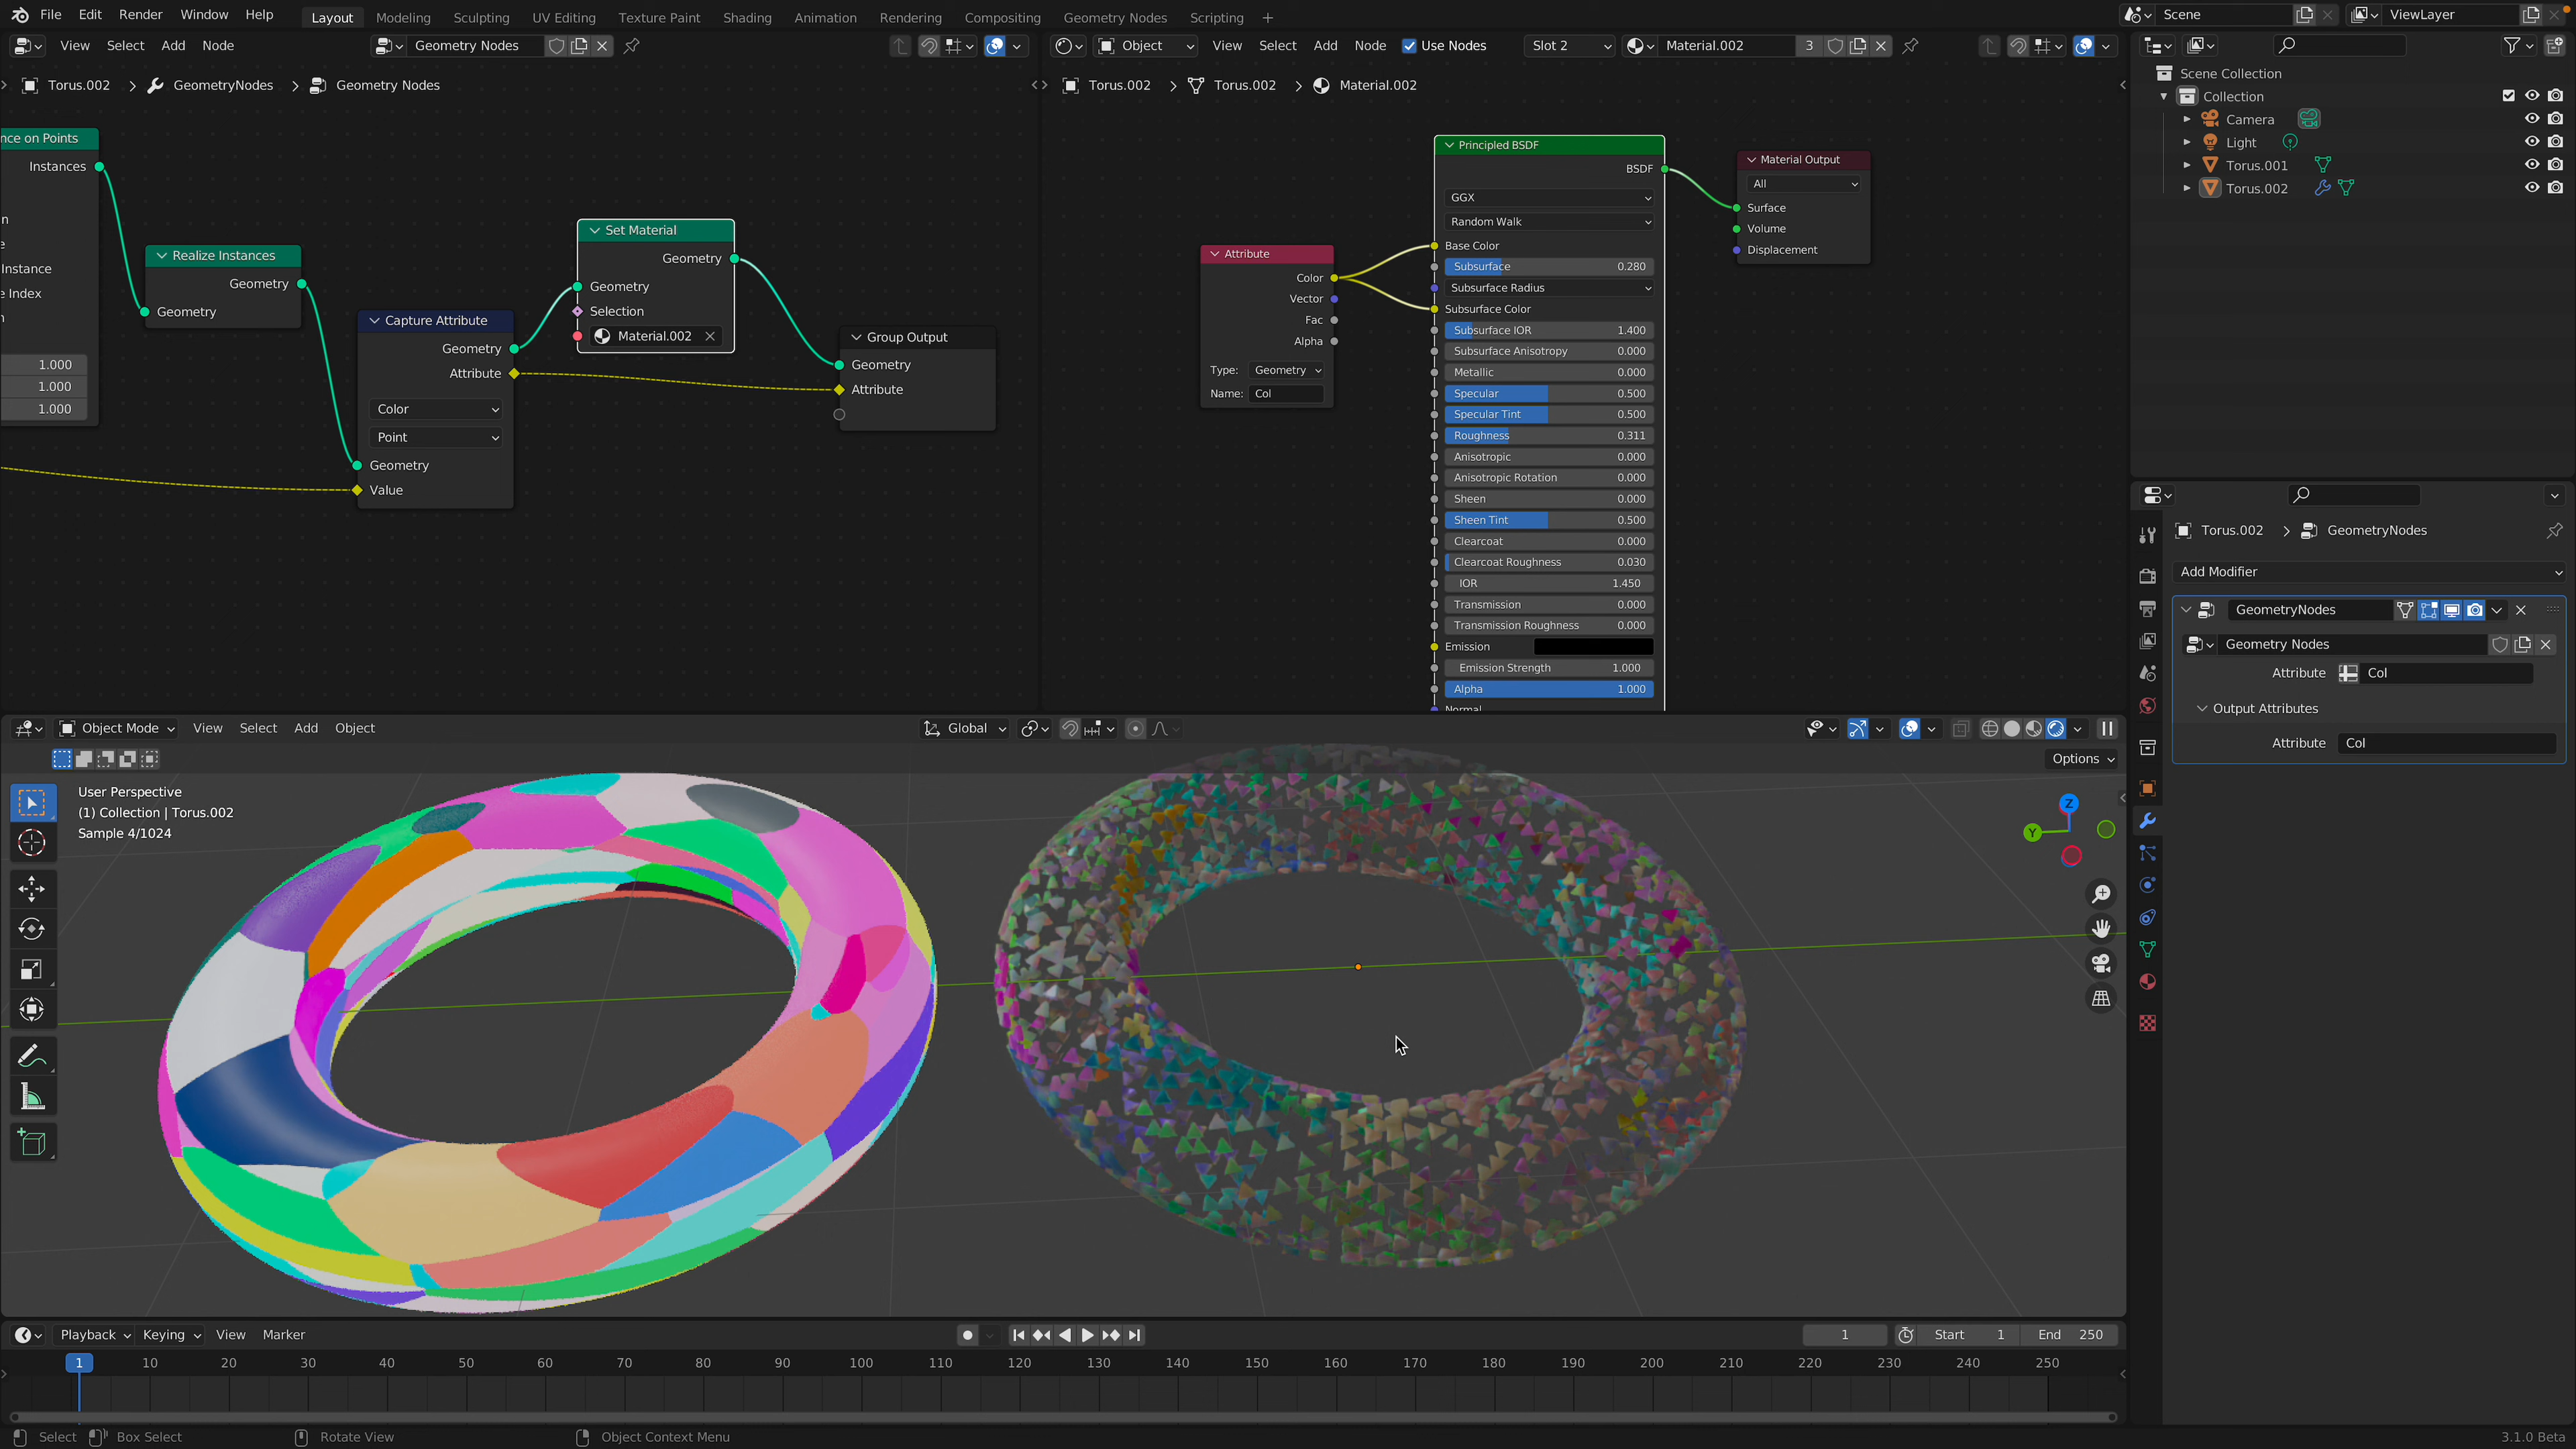 File Edit Render Window Help Layout Modeling Sculpting UV Editing Texture Paint Shading Animation Rendering Compositing Geometry Nodes Scripting + Scene ViewLayer
View Select Add Node Geometry Nodes
Object View Select Add Node Use Nodes Slot 2 Material.002 3
Torus.002 > GeometryNodes > Geometry Nodes
Torus.002 > Torus.002 > Material.002
nce on Points
Instances
n
e
Instance
e Index
n
1.000
1.000
1.000
Realize Instances
Geometry
Geometry
Capture Attribute
Geometry
Attribute
Color
Point
Geometry
Value
Set Material
Geometry
Geometry
Selection
Material.002
Group Output
Geometry
Attribute
Attribute
Color
Vector
Fac
Alpha
Type: Geometry
Name: Col
Principled BSDF
BSDF
GGX
Random Walk
Base Color
Subsurface 0.280
Subsurface Radius
Subsurface Color
Subsurface IOR 1.400
Subsurface Anisotropy 0.000
Metallic 0.000
Specular 0.500
Specular Tint 0.500
Roughness 0.311
Anisotropic 0.000
Anisotropic Rotation 0.000
Sheen 0.000
Sheen Tint 0.500
Clearcoat 0.000
Clearcoat Roughness 0.030
IOR 1.450
Transmission 0.000
Transmission Roughness 0.000
Emission
Emission Strength 1.000
Alpha 1.000
Normal
Material Output
All
Surface
Volume
Displacement
Scene Collection
Collection
Camera
Light
Torus.001
Torus.002
Torus.002 > GeometryNodes
Add Modifier
GeometryNodes
Geometry Nodes
Attribute Col
Output Attributes
Attribute Col
Object Mode View Select Add Object Global
Options
User Perspective
(1) Collection | Torus.002
Sample 4/1024
Z
Y
Playback Keying View Marker 1 Start 1 End 250
1 10 20 30 40 50 60 70 80 90 100 110 120 130 140 150 160 170 180 190 200 210 220 230 240 250
Select Box Select Rotate View Object Context Menu 3.1.0 Beta